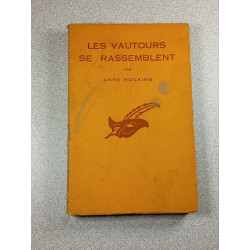 LES VAUTOURS
SE RASSEMBLENT
PAR
ANNE HOCKING